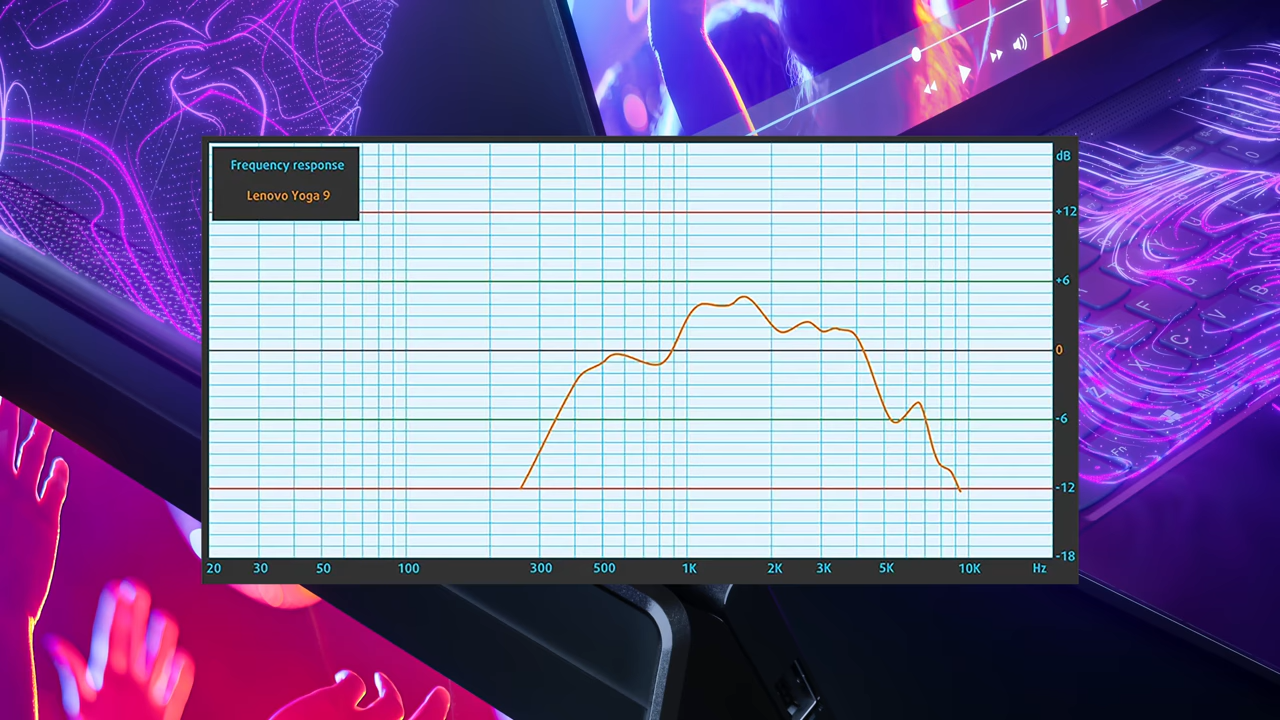 Frequency response
Lenovo Yoga 9
dB
+12
+6
0
-6
-12
-18
20 30 50 100 300 500 1K 2K 3K 5K 10K Hz
F
V
C
B
X